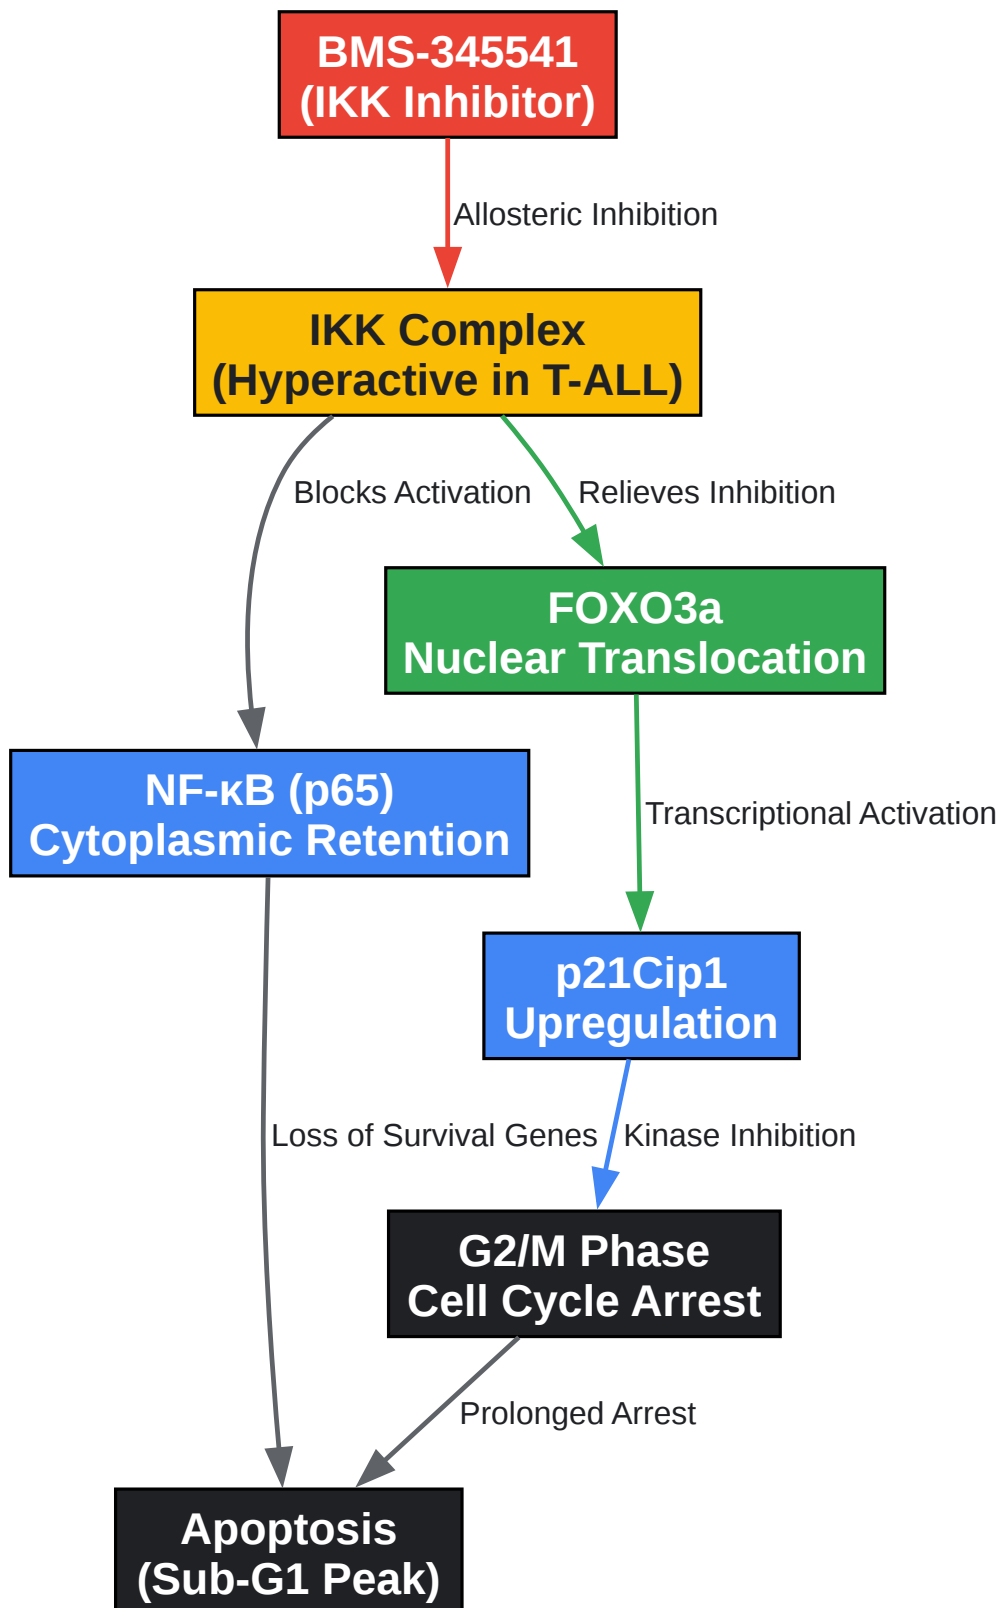 BMS-345541
(IKK Inhibitor)
Allosteric Inhibition
IKK Complex
(Hyperactive in T-ALL)
Blocks Activation
Relieves Inhibition
FOXO3a
Nuclear Translocation
NF-κB (p65)
Cytoplasmic Retention
Transcriptional Activation
p21Cip1
Upregulation
Loss of Survival Genes
Kinase Inhibition
G2/M Phase
Cell Cycle Arrest
Prolonged Arrest
Apoptosis
(Sub-G1 Peak)